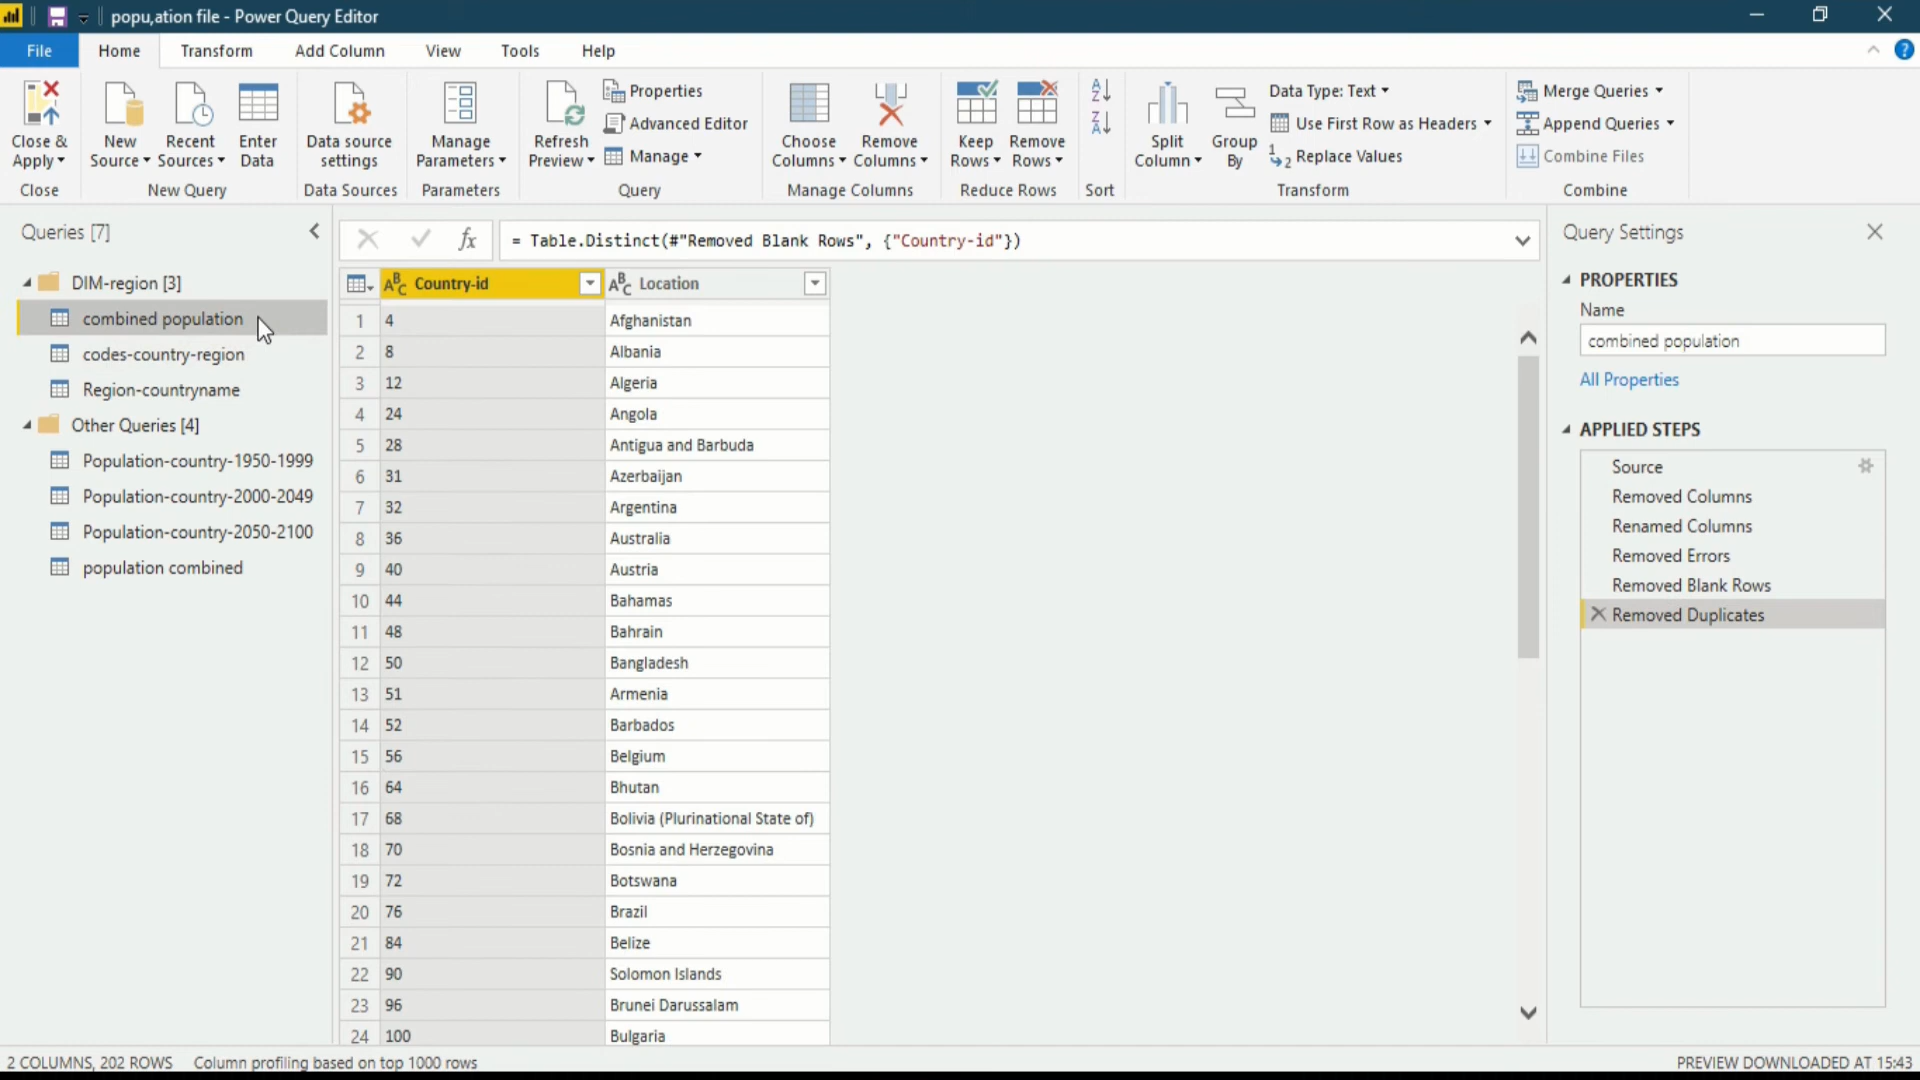 popu,ation file - Power Query Editor
File Home Transform Add Column View Tools Help
Close & Apply
Close
New Source
Recent Sources
Enter Data
New Query
Data source settings
Data Sources
Manage Parameters
Parameters
Refresh Preview
Properties
Advanced Editor
Manage
Query
Choose Columns
Remove Columns
Manage Columns
Keep Rows
Remove Rows
Reduce Rows
Sort
Split Column
Group By
Data Type: Text
Use First Row as Headers
Replace Values
Transform
Merge Queries
Append Queries
Combine Files
Combine
Queries [7]
DIM-region [3]
combined population
codes-country-region
Region-countryname
Other Queries [4]
Population-country-1950-1999
Population-country-2000-2049
Population-country-2050-2100
population combined
= Table.Distinct(#"Removed Blank Rows", {"Country-id"})
Country-id Location
1 4 Afghanistan
2 8 Albania
3 12 Algeria
4 24 Angola
5 28 Antigua and Barbuda
6 31 Azerbaijan
7 32 Argentina
8 36 Australia
9 40 Austria
10 44 Bahamas
11 48 Bahrain
12 50 Bangladesh
13 51 Armenia
14 52 Barbados
15 56 Belgium
16 64 Bhutan
17 68 Bolivia (Plurinational State of)
18 70 Bosnia and Herzegovina
19 72 Botswana
20 76 Brazil
21 84 Belize
22 90 Solomon Islands
23 96 Brunei Darussalam
24 100 Bulgaria
Query Settings
PROPERTIES
Name
combined population
All Properties
APPLIED STEPS
Source
Removed Columns
Renamed Columns
Removed Errors
Removed Blank Rows
Removed Duplicates
2 COLUMNS, 202 ROWS Column profiling based on top 1000 rows
PREVIEW DOWNLOADED AT 15:43